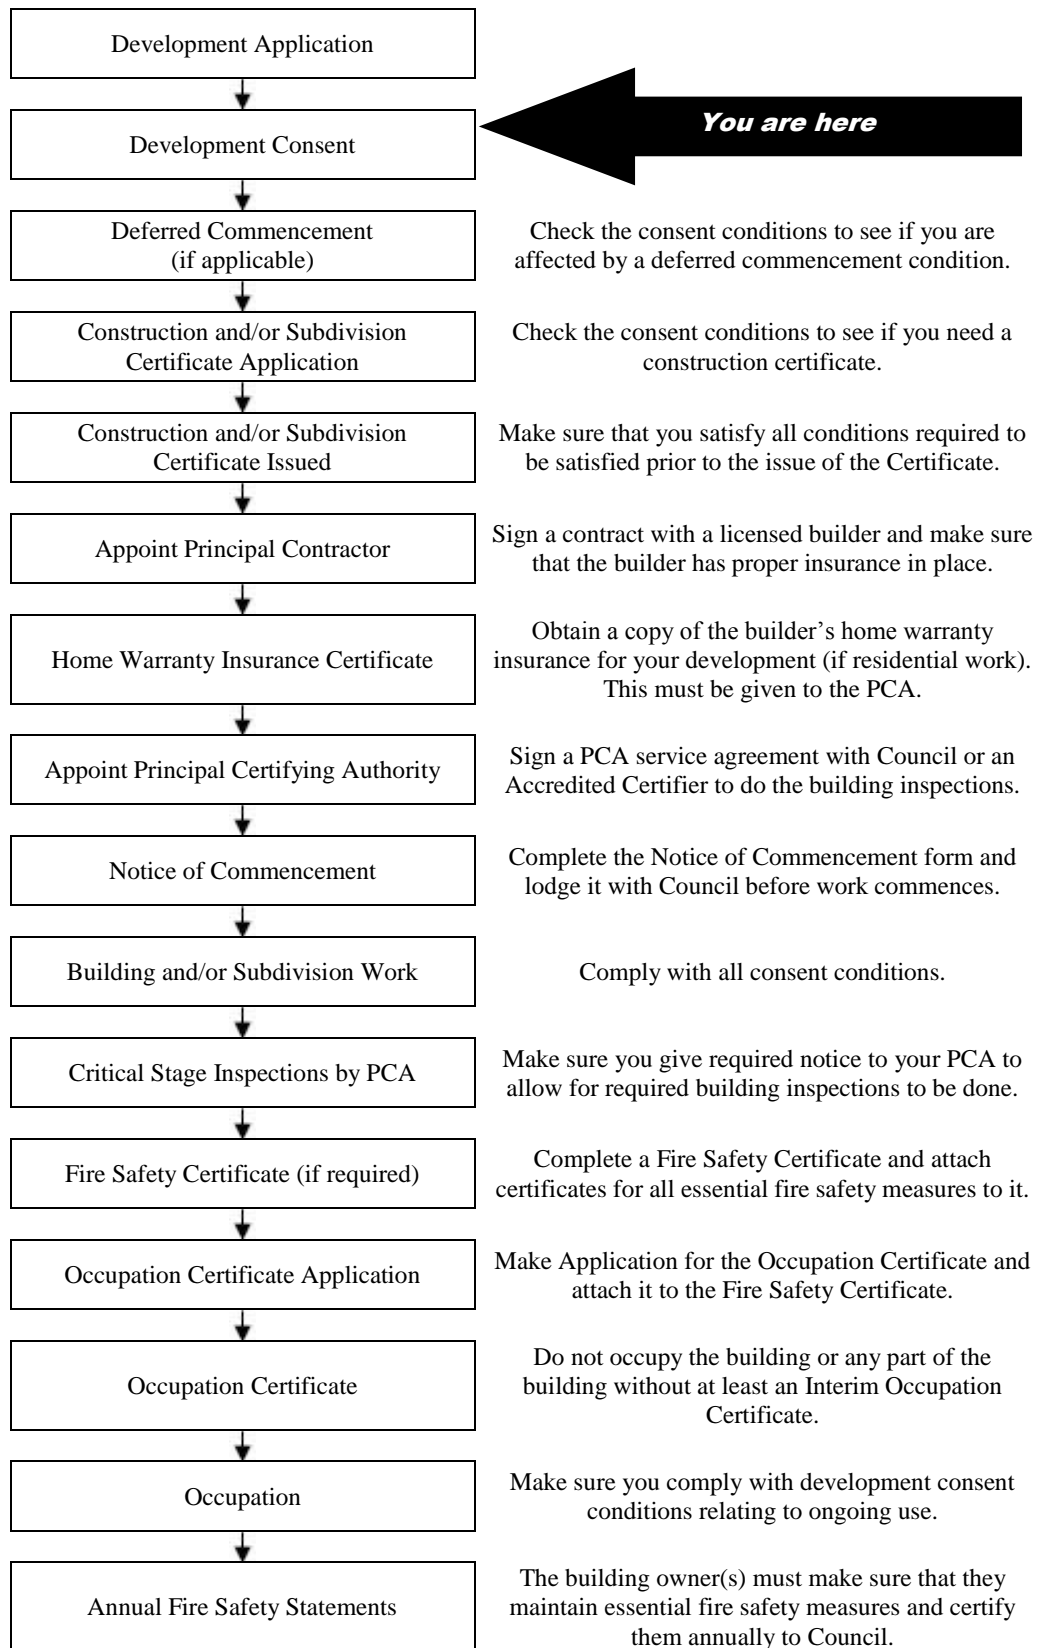 Development Application
You are here
Development Consent
Deferred Commencement
(if applicable)
Check the consent conditions to see if you are
affected by a deferred commencement condition.
Construction and/or Subdivision
Certificate Application
Check the consent conditions to see if you need a
construction certificate.
Construction and/or Subdivision
Certificate Issued
Make sure that you satisfy all conditions required to
be satisfied prior to the issue of the Certificate.
Appoint Principal Contractor
Sign a contract with a licensed builder and make sure
that the builder has proper insurance in place.
Home Warranty Insurance Certificate
Obtain a copy of the builder’s home warranty
insurance for your development (if residential work).
This must be given to the PCA.
Appoint Principal Certifying Authority
Sign a PCA service agreement with Council or an
Accredited Certifier to do the building inspections.
Notice of Commencement
Complete the Notice of Commencement form and
lodge it with Council before work commences.
Building and/or Subdivision Work
Comply with all consent conditions.
Critical Stage Inspections by PCA
Make sure you give required notice to your PCA to
allow for required building inspections to be done.
Fire Safety Certificate (if required)
Complete a Fire Safety Certificate and attach
certificates for all essential fire safety measures to it.
Occupation Certificate Application
Make Application for the Occupation Certificate and
attach it to the Fire Safety Certificate.
Occupation Certificate
Do not occupy the building or any part of the
building without at least an Interim Occupation
Certificate.
Occupation
Make sure you comply with development consent
conditions relating to ongoing use.
Annual Fire Safety Statements
The building owner(s) must make sure that they
maintain essential fire safety measures and certify
them annually to Council.